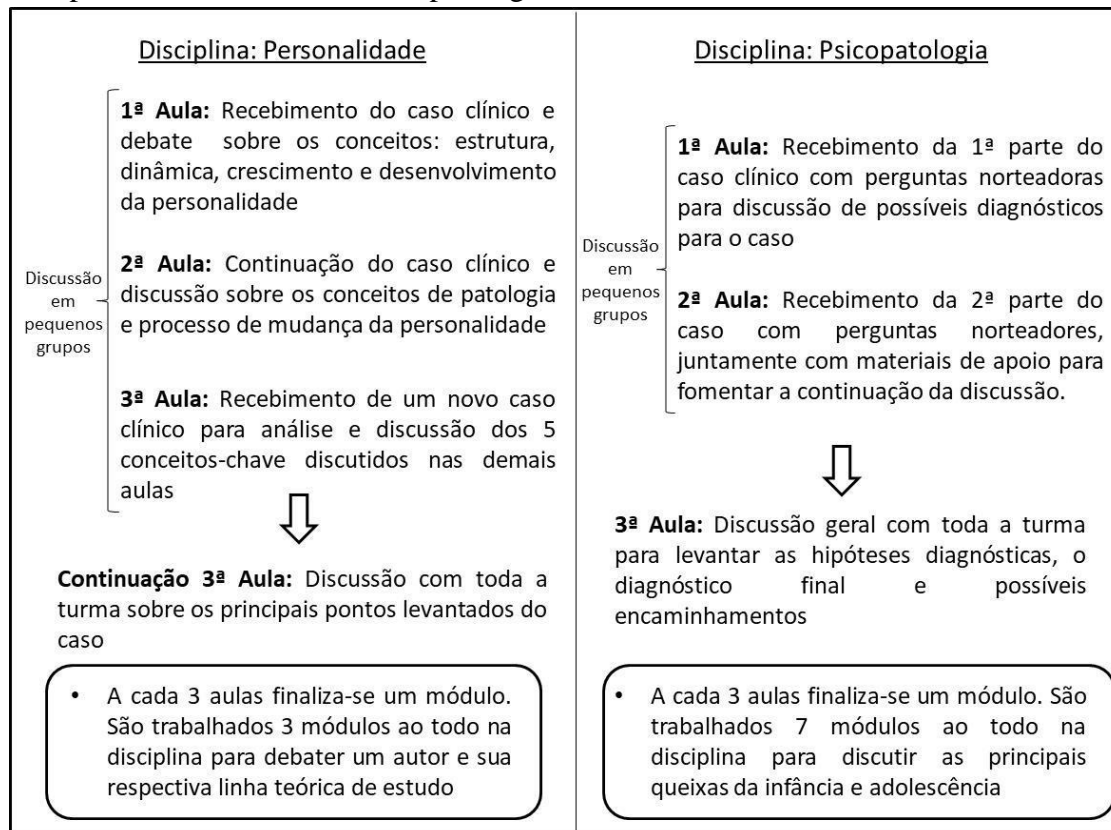 Disciplina: Personalidade
1ª Aula: Recebimento do caso clínico e
debate sobre os conceitos: estrutura,
dinâmica, crescimento e desenvolvimento
da personalidade
2ª Aula: Continuação do caso clínico e
discussão sobre os conceitos de patologia
e processo de mudança da personalidade
3ª Aula: Recebimento de um novo caso
clínico para análise e discussão dos 5
conceitos-chave discutidos nas demais
aulas
Discussão
em
pequenos
grupos
Continuação 3ª Aula: Discussão com toda a
turma sobre os principais pontos levantados do
caso
• A cada 3 aulas finaliza-se um módulo.
São trabalhados 3 módulos ao todo na
disciplina para debater um autor e sua
respectiva linha teórica de estudo
Disciplina: Psicopatologia
1ª Aula: Recebimento da 1ª parte do
caso clínico com perguntas norteadoras
para discussão de possíveis diagnósticos
para o caso
2ª Aula: Recebimento da 2ª parte do
caso com perguntas norteadores,
juntamente com materiais de apoio para
fomentar a continuação da discussão.
Discussão
em
pequenos
grupos
3ª Aula: Discussão geral com toda a turma
para levantar as hipóteses diagnósticas, o
diagnóstico final e possíveis
encaminhamentos
• A cada 3 aulas finaliza-se um módulo. São
trabalhados 7 módulos ao todo na
disciplina para discutir as principais
queixas da infância e adolescência